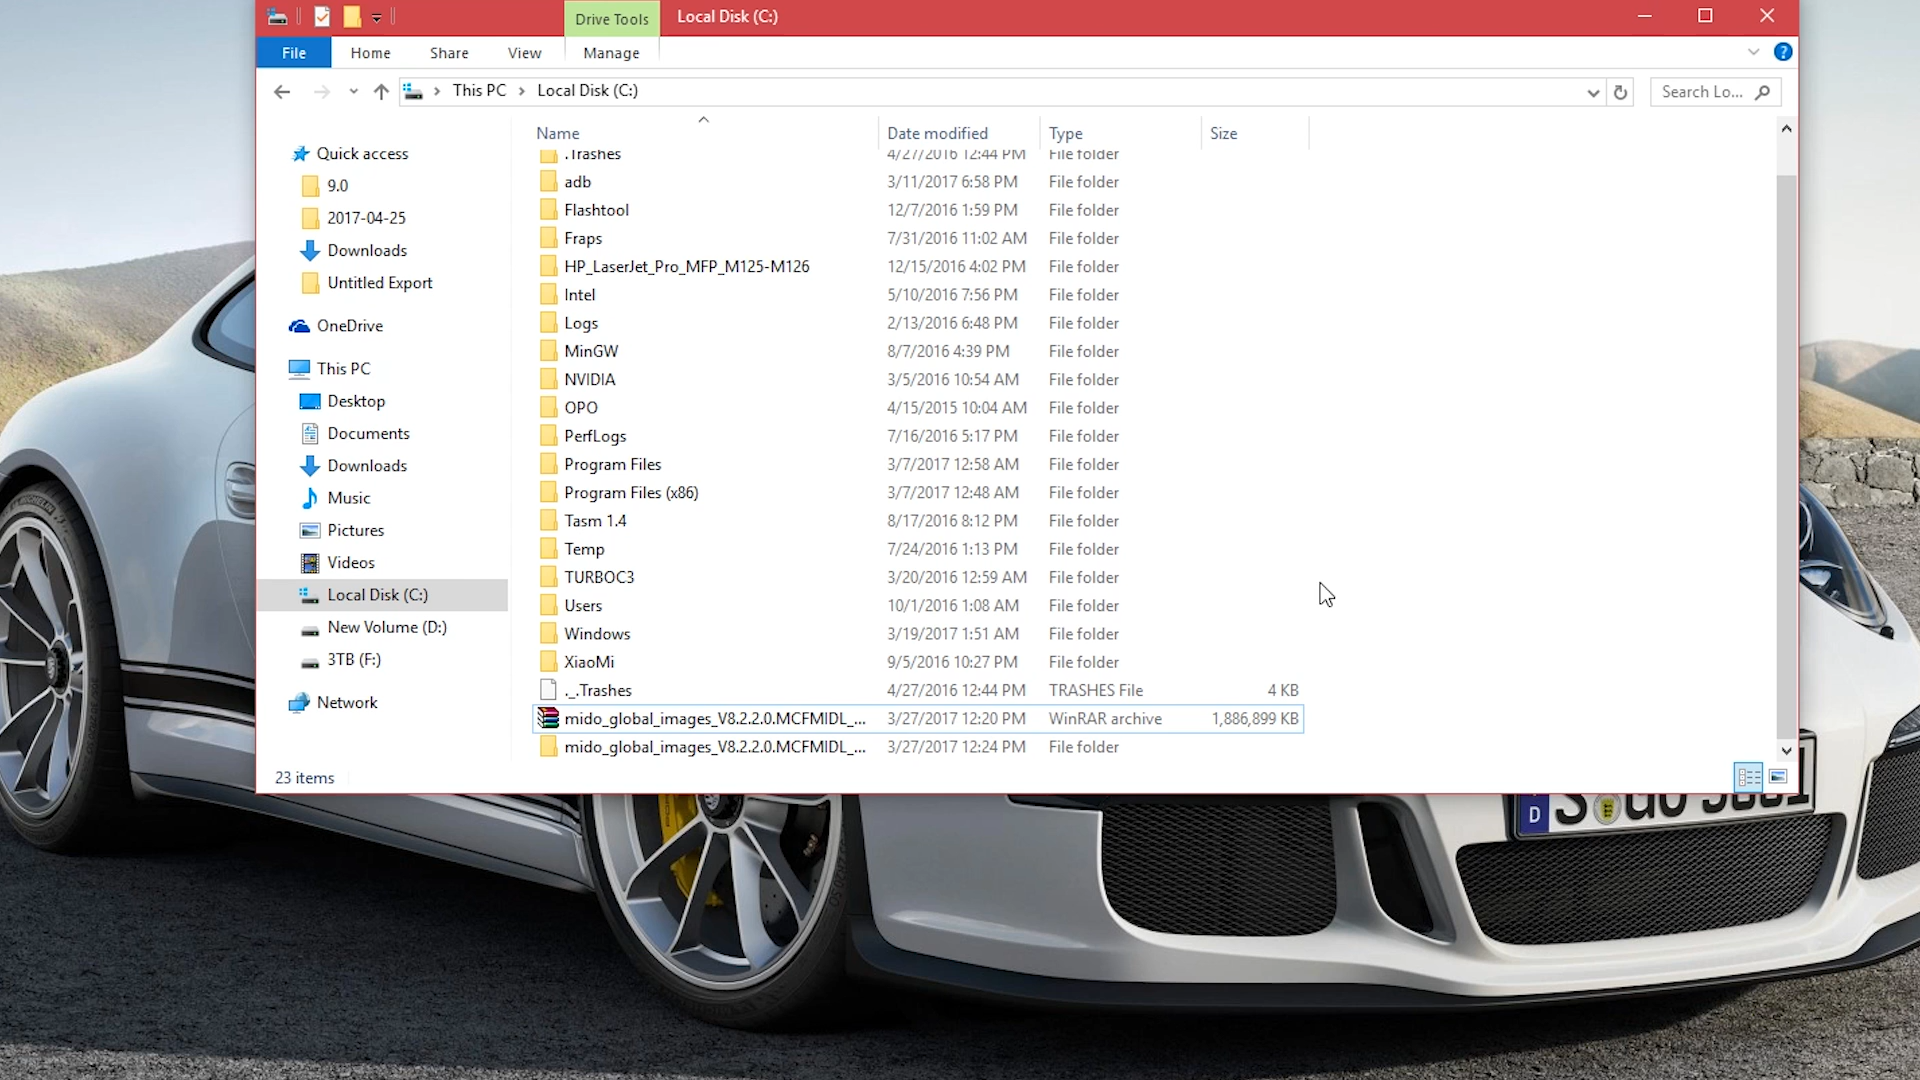 Drive Tools Local Disk (C:)
File Home Share View Manage
This PC Local Disk (C:) Search Lo...
Name Date modified Type Size
Quick access
9.0
2017-04-25
Downloads
Untitled Export
OneDrive
This PC
Desktop
Documents
Downloads
Music
Pictures
Videos
Local Disk (C:)
New Volume (D:)
3TB (F:)
Network
.Trashes 4/27/2016 12:44 PM File folder
adb 3/11/2017 6:58 PM File folder
Flashtool 12/7/2016 1:59 PM File folder
Fraps 7/31/2016 11:02 AM File folder
HP_LaserJet_Pro_MFP_M125-M126 12/15/2016 4:02 PM File folder
Intel 5/10/2016 7:56 PM File folder
Logs 2/13/2016 6:48 PM File folder
MinGW 8/7/2016 4:39 PM File folder
NVIDIA 3/5/2016 10:54 AM File folder
OPO 4/15/2015 10:04 AM File folder
PerfLogs 7/16/2016 5:17 PM File folder
Program Files 3/7/2017 12:58 AM File folder
Program Files (x86) 3/7/2017 12:48 AM File folder
Tasm 1.4 8/17/2016 8:12 PM File folder
Temp 7/24/2016 1:13 PM File folder
TURBOC3 3/20/2016 12:59 AM File folder
Users 10/1/2016 1:08 AM File folder
Windows 3/19/2017 1:51 AM File folder
XiaoMi 9/5/2016 10:27 PM File folder
._.Trashes 4/27/2016 12:44 PM TRASHES File 4 KB
mido_global_images_V8.2.2.0.MCFMIDL_... 3/27/2017 12:20 PM WinRAR archive 1,886,899 KB
mido_global_images_V8.2.2.0.MCFMIDL_... 3/27/2017 12:24 PM File folder
23 items
D